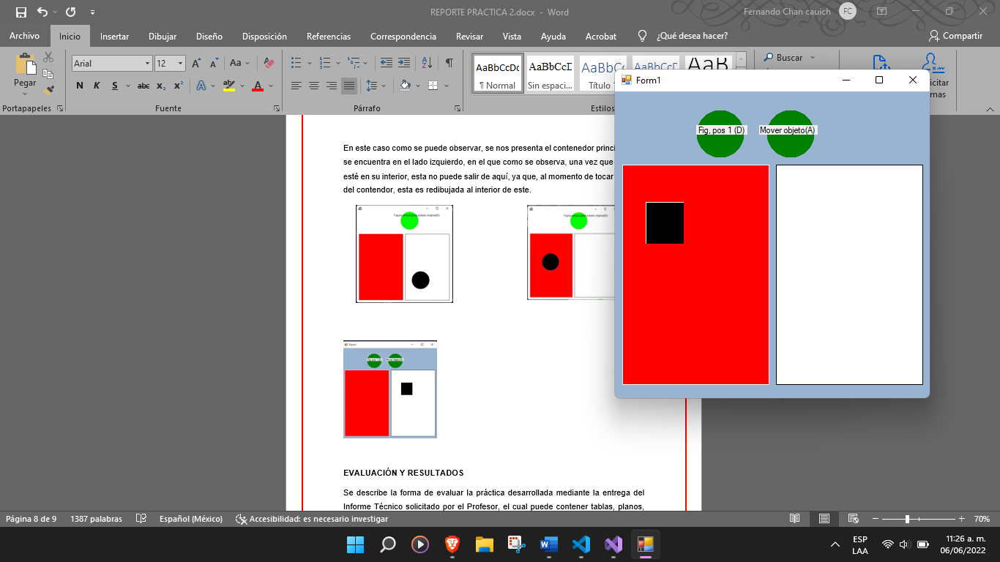 REPORTE PRACTICA 2.docx - Word
Fernando Chan cauich
FC
Archivo
Inicio
Insertar
Dibujar
Diseño
Disposición
Referencias
Correspondencia
Revisar
Vista
Ayuda
Acrobat
¿Qué desea hacer?
Compartir
Pegar
Portapapeles
Arial
12
A A Aa
N K S abc x₂ x²
Fuente
Párrafo
AaBbCcDc
¶ Normal
AaBbCcD
Sin espaci...
AaBbCc
Título
AaBbCcD
AaB
Estilos
Buscar
Form1
Fig, pos 1 (D)
Mover objeto(A)
En este caso como se puede observar, se nos presenta el contenedor princi
se encuentra en el lado izquierdo, en el que como se observa, una vez que
esté en su interior, esta no puede salir de aquí, ya que, al momento de tocar
del contendor, esta es redibujada al interior de este.
Form1
EVALUACIÓN Y RESULTADOS
Se describe la forma de evaluar la práctica desarrollada mediante la entrega del
Informe Técnico solicitado por el Profesor, el cual puede contener tablas, planos,
Página 8 de 9
1387 palabras
Español (México)
Accesibilidad: es necesario investigar
70%
ESP
LAA
11:26 a. m.
06/06/2022